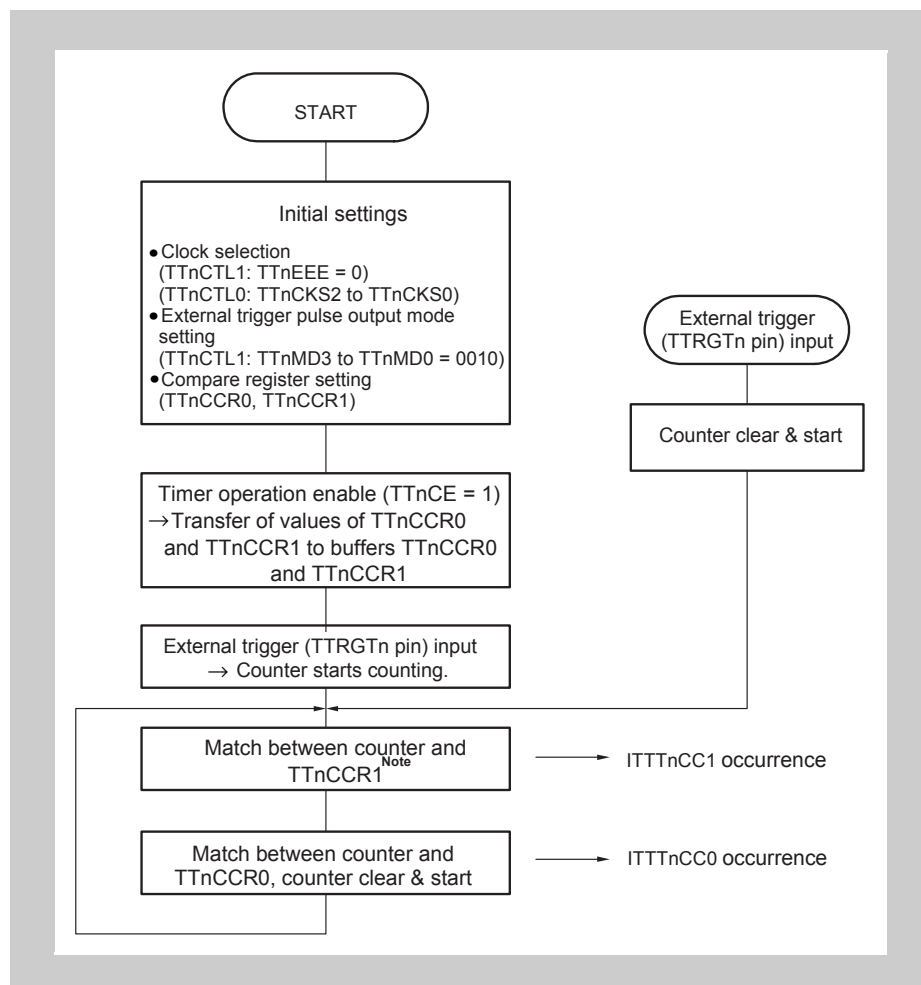 START
Initial settings
● Clock selection
(TTnCTL1: TTnEEE = 0)
(TTnCTL0: TTnCKS2 to TTnCKS0)
● External trigger pulse output mode
setting
(TTnCTL1: TTnMD3 to TTnMD0 = 0010)
● Compare register setting
(TTnCCR0, TTnCCR1)
Timer operation enable (TTnCE = 1)
→ Transfer of values of TTnCCR0
and TTnCCR1 to buffers TTnCCR0
and TTnCCR1
External trigger (TTRGTn pin) input
→ Counter starts counting.
External trigger
(TTRGTn pin) input
Counter clear & start
Match between counter and
TTnCCR1 Note
ITTTnCC1 occurrence
Match between counter and
TTnCCR0, counter clear & start
ITTTnCC0 occurrence